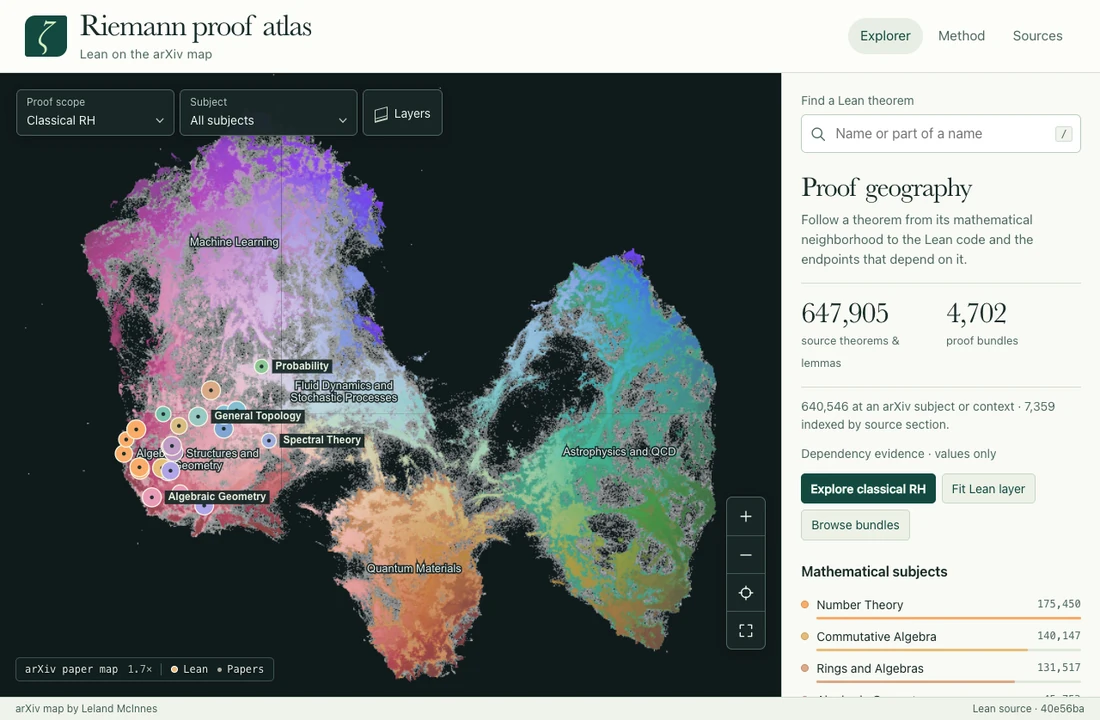 ζ
Riemann proof atlas
Lean on the arXiv map
Explorer
Method
Sources
Proof scope
Classical RH
Subject
All subjects
Layers
Machine Learning
Probability
Fluid Dynamics and
Stochastic Processes
General Topology
Spectral Theory
Structures and
Algebraic Geometry
Astrophysics and QCD
Quantum Materials
+
−
arXiv paper map 1.7× Lean Papers
Find a Lean theorem
Name or part of a name
/
Proof geography
Follow a theorem from its mathematical
neighborhood to the Lean code and the
endpoints that depend on it.
647,905
source theorems &
lemmas
4,702
proof bundles
640,546 at an arXiv subject or context · 7,359
indexed by source section.
Dependency evidence · values only
Explore classical RH
Fit Lean layer
Browse bundles
Mathematical subjects
Number Theory 175,450
Commutative Algebra 140,147
Rings and Algebras 131,517
arXiv map by Leland McInnes
Lean source · 40e56ba